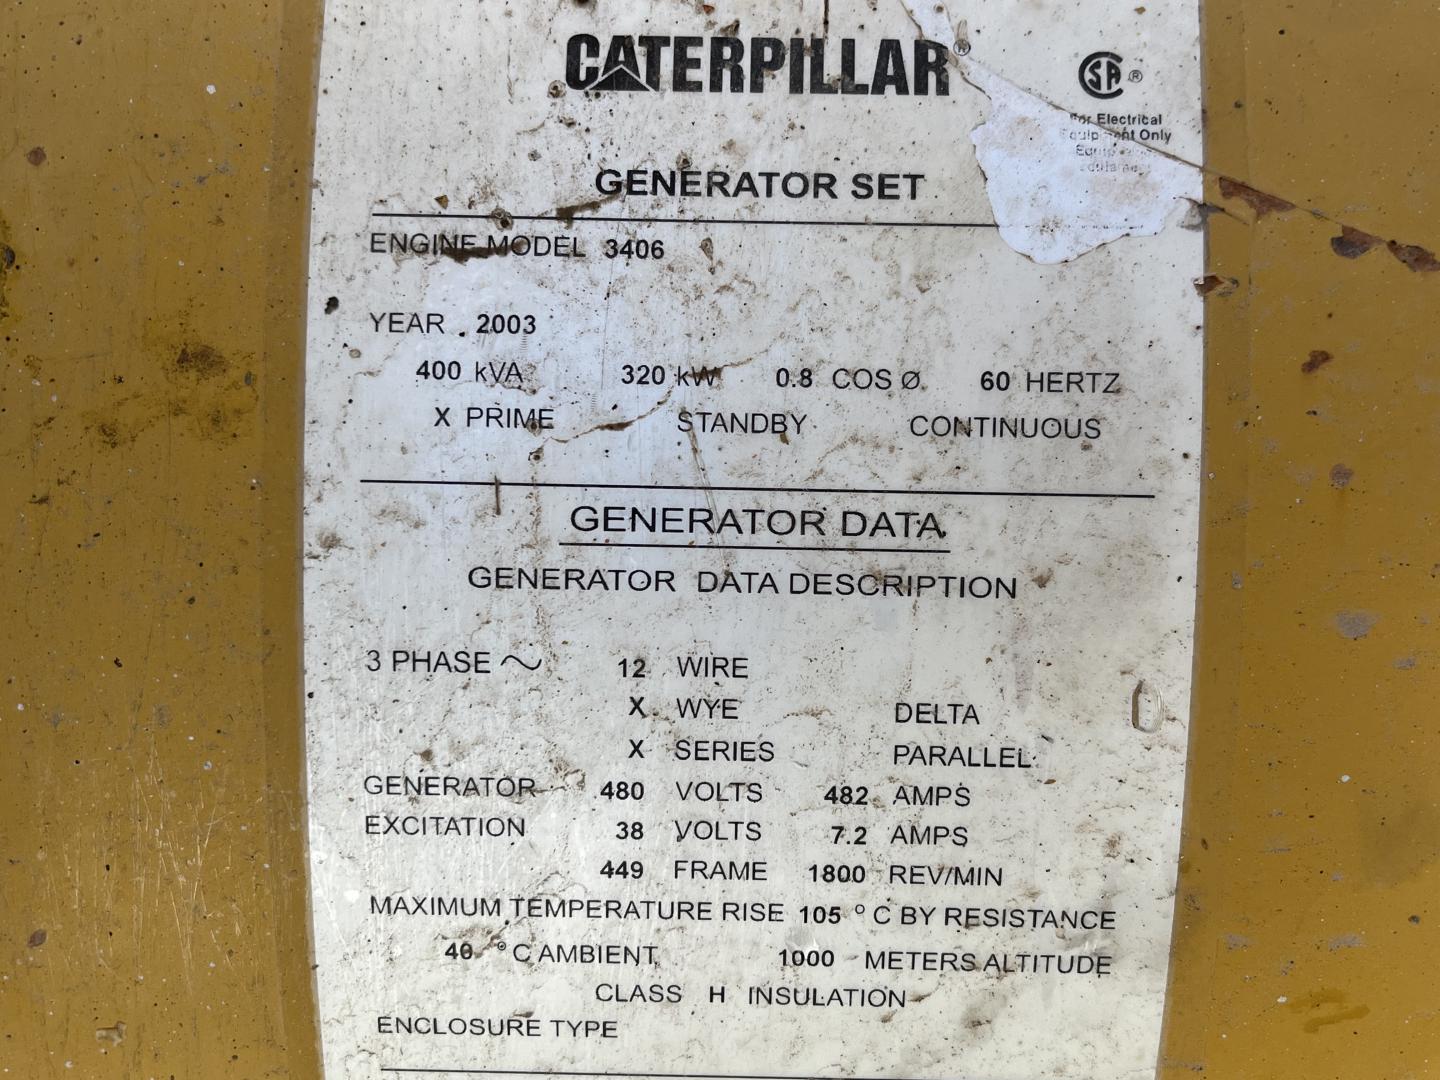 CATERPILLAR®
SA ®
For Electrical
Equipment Only
GENERATOR SET
ENGINE MODEL 3406
YEAR 2003
400 kVA 320 kW 0.8 COS Ø 60 HERTZ
X PRIME STANDBY CONTINUOUS
GENERATOR DATA
GENERATOR DATA DESCRIPTION
3 PHASE ~ 12 WIRE
X WYE DELTA
X SERIES PARALLEL
GENERATOR 480 VOLTS 482 AMPS
EXCITATION 38 VOLTS 7.2 AMPS
449 FRAME 1800 REV/MIN
MAXIMUM TEMPERATURE RISE 105 °C BY RESISTANCE
40 °C AMBIENT 1000 METERS ALTITUDE
CLASS H INSULATION
ENCLOSURE TYPE